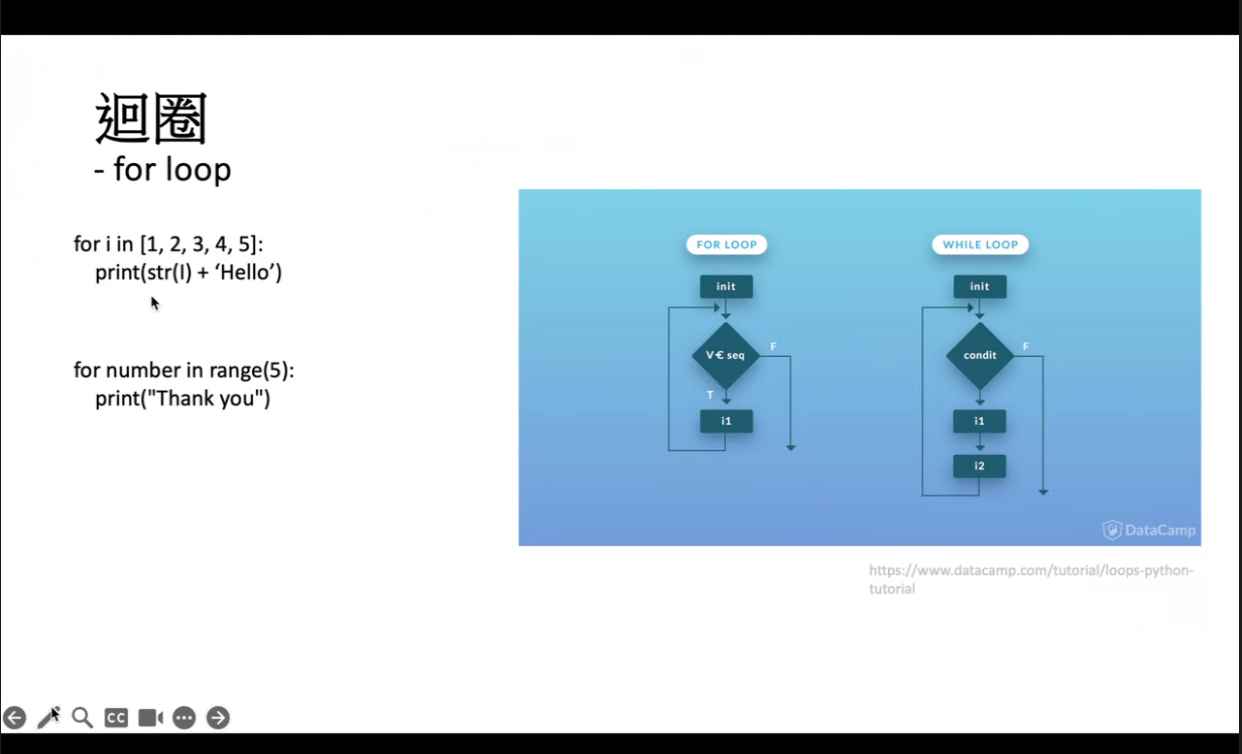 迴圈
- for loop
for i in [1, 2, 3, 4, 5]:
print(str(I) + ‘Hello’)
for number in range(5):
print("Thank you")
FOR LOOP
init
V€ seq
F
T
i1
WHILE LOOP
init
condit
F
i1
i2
DataCamp
https://www.datacamp.com/tutorial/loops-python-
tutorial
CC